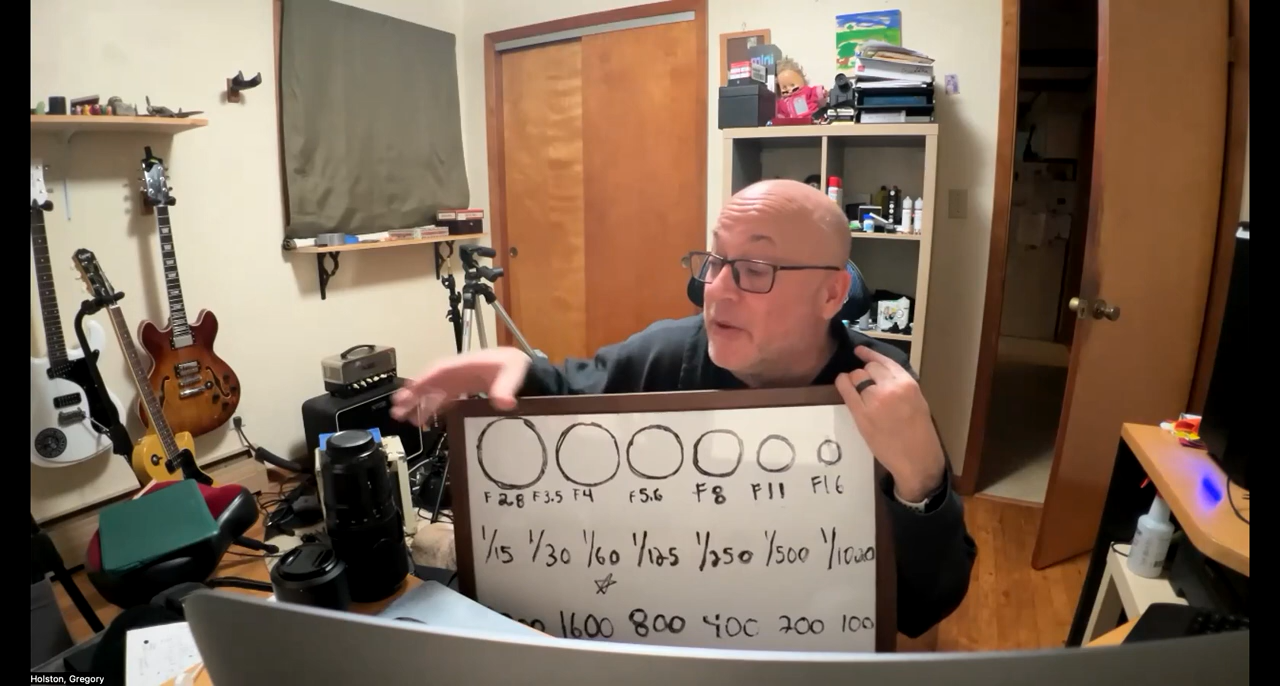 F2.8 F3.5 F4 F5.6 F8 F11 F16
1/15 1/30 1/60 1/125 1/250 1/500 1/1020
1600 800 400 200 100
Holston, Gregory